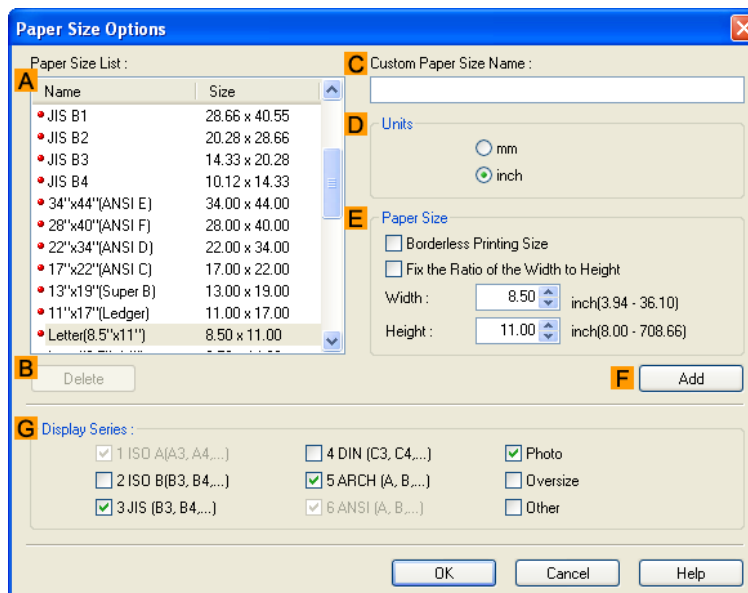 Paper Size Options
A Paper Size List :
Name Size
JIS B1 28.66 x 40.55
JIS B2 20.28 x 28.66
JIS B3 14.33 x 20.28
JIS B4 10.12 x 14.33
34"x44"(ANSI E) 34.00 x 44.00
28"x40"(ANSI F) 28.00 x 40.00
22"x34"(ANSI D) 22.00 x 34.00
17"x22"(ANSI C) 17.00 x 22.00
13"x19"(Super B) 13.00 x 19.00
11"x17"(Ledger) 11.00 x 17.00
Letter(8.5"x11") 8.50 x 11.00
B Delete
C Custom Paper Size Name :
D Units
mm
inch
E Paper Size
Borderless Printing Size
Fix the Ratio of the Width to Height
Width : 8.50 inch(3.94 - 36.10)
Height : 11.00 inch(8.00 - 708.66)
F Add
G Display Series :
1 ISO A(A3, A4,...) 4 DIN (C3, C4,...) Photo
2 ISO B(B3, B4,...) 5 ARCH (A, B,...) Oversize
3 JIS (B3, B4,...) 6 ANSI (A, B,...) Other
OK Cancel Help